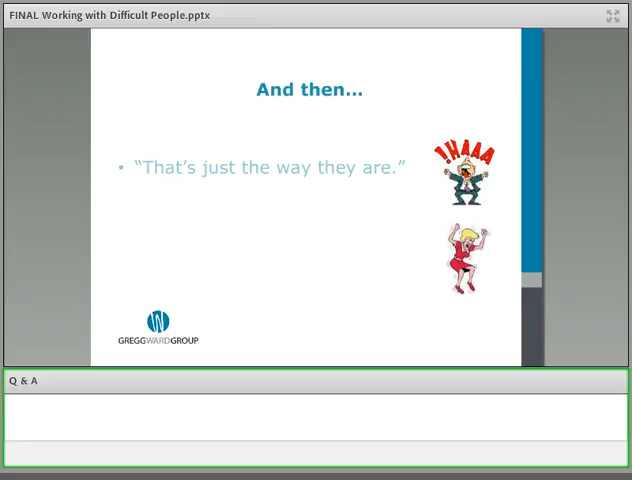 FINAL Working with Difficult People.pptx
And then…
• “That’s just the way they are.”
!HAAA
GREGGWARDGROUP
Q & A